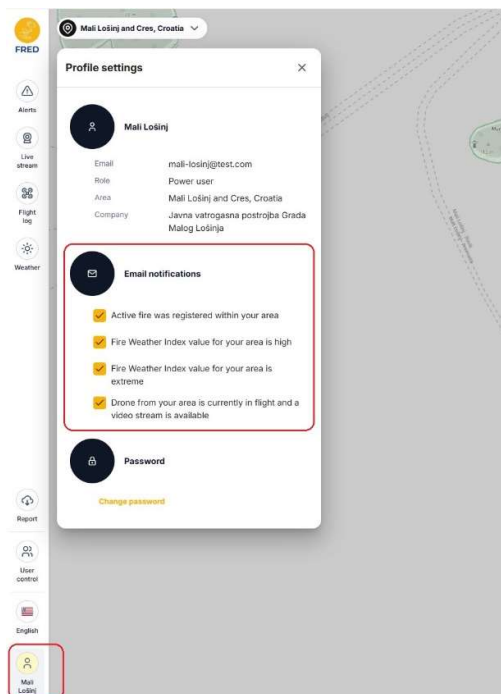 Mali Lošinj and Cres, Croatia
FRED
Profile settings
Alerts
Mali Lošinj
Live
stream
Email mali-losinj@test.com
Role Power user
Area Mali Lošinj and Cres, Croatia
Company Javna vatrogasna postrojba Grada
Malog Lošinja
Flight
log
Weather
Email notifications
Active fire was registered within your area
Fire Weather Index value for your area is high
Fire Weather Index value for your area is
extreme
Drone from your area is currently in flight and a
video stream is available
Password
Change password
Report
User
control
English
Mali
Lošinj